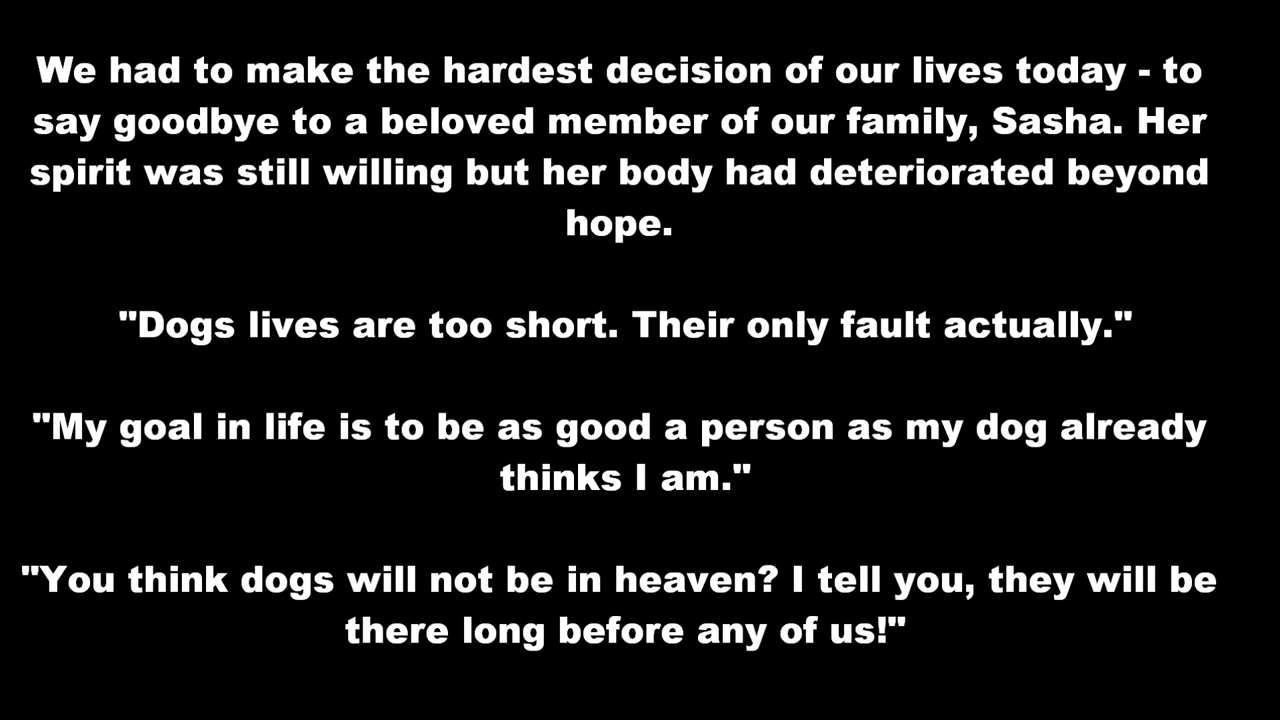 We had to make the hardest decision of our lives today - to
say goodbye to a beloved member of our family, Sasha. Her
spirit was still willing but her body had deteriorated beyond
hope.
"Dogs lives are too short. Their only fault actually."
"My goal in life is to be as good a person as my dog already
thinks I am."
"You think dogs will not be in heaven? I tell you, they will be
there long before any of us!"